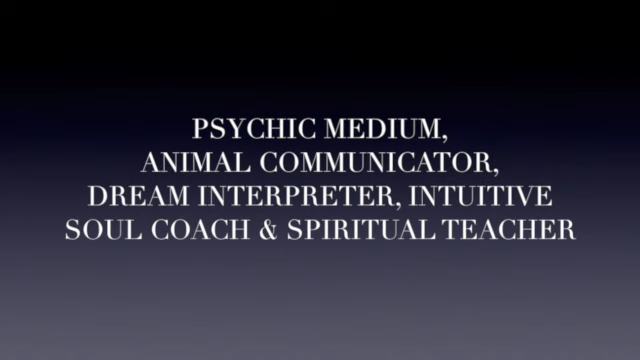 PSYCHIC MEDIUM,
ANIMAL COMMUNICATOR,
DREAM INTERPRETER, INTUITIVE
SOUL COACH & SPIRITUAL TEACHER